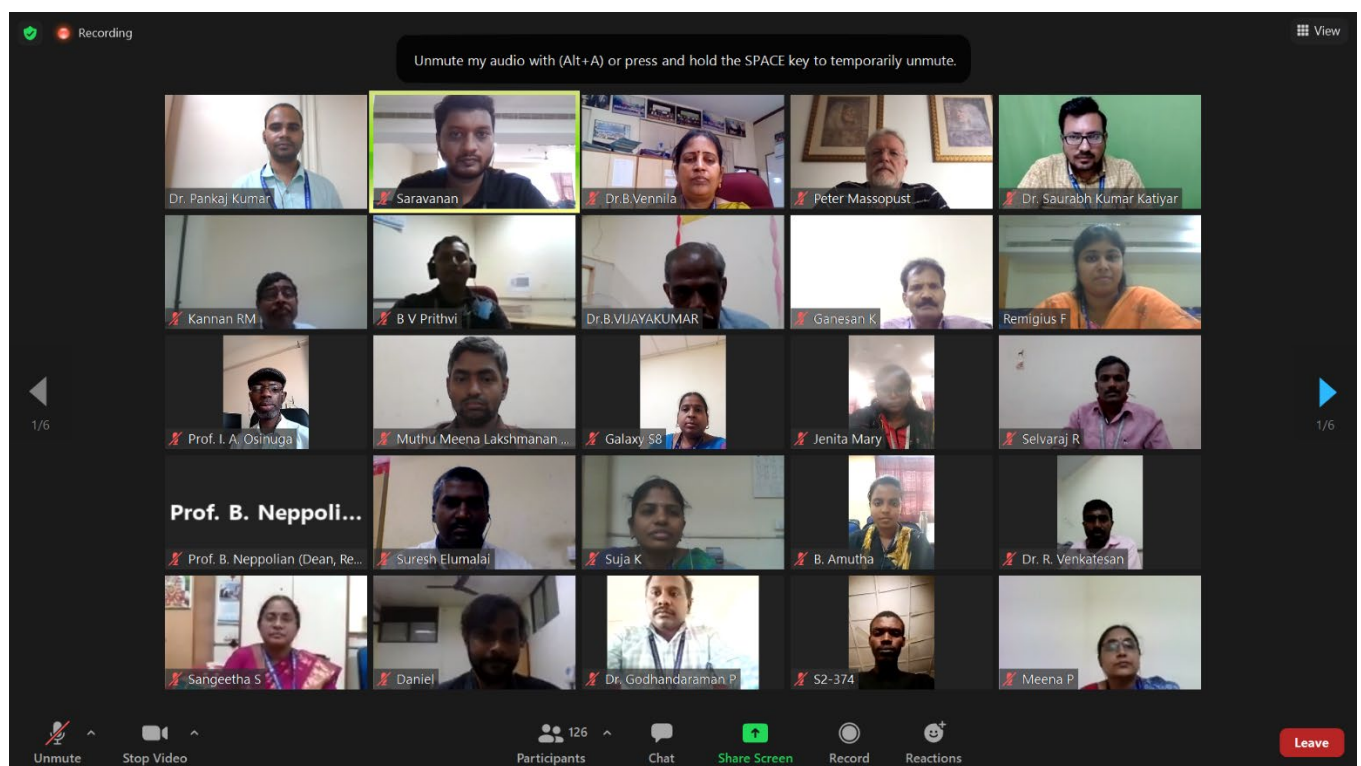 Recording
View
Unmute my audio with (Alt+A) or press and hold the SPACE key to temporarily unmute.
Dr. Pankaj Kumar
Saravanan
Dr.B.Vennila
Peter Massopust
Dr. Saurabh Kumar Katiyar
Kannan RM
B V Prithvi
Dr.B.VIJAYAKUMAR
Ganesan K
Remigius F
Prof. I. A. Osinuga
Muthu Meena Lakshmanan ...
Galaxy S8
Jenita Mary
Selvaraj R
1/6
1/6
Prof. B. Neppoli...
Prof. B. Neppolian (Dean, Re...
Suresh Elumalai
Suja K
B. Amutha
Dr. R. Venkatesan
Sangeetha S
Daniel
Dr. Godhandaraman P
S2-374
Meena P
Unmute
Stop Video
126
Participants
Chat
Share Screen
Record
Reactions
Leave